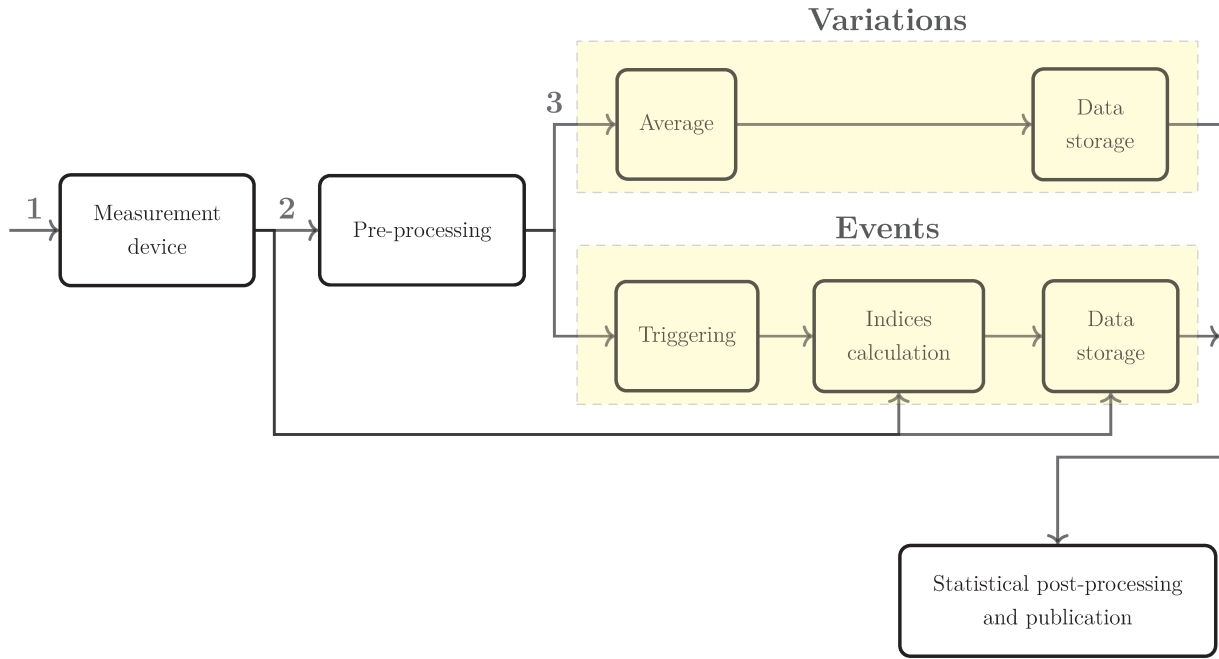 Variations
3
Average
Data
storage
1
Measurement
device
2
Pre-processing
Events
Triggering
Indices
calculation
Data
storage
Statistical post-processing
and publication